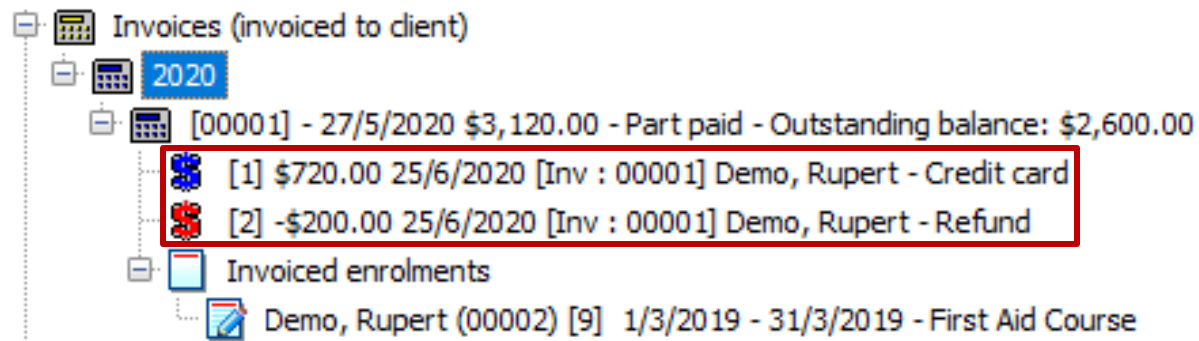 Invoices (invoiced to client)
2020
[00001] - 27/5/2020 $3,120.00 - Part paid - Outstanding balance: $2,600.00
[1] $720.00 25/6/2020 [Inv : 00001] Demo, Rupert - Credit card
[2] -$200.00 25/6/2020 [Inv : 00001] Demo, Rupert - Refund
Invoiced enrolments
Demo, Rupert (00002) [9] 1/3/2019 - 31/3/2019 - First Aid Course